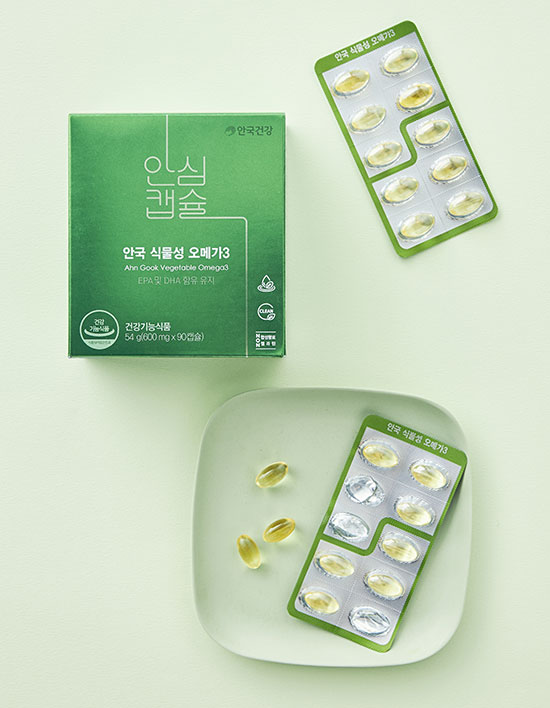 안국건강
안심
캡슐
안국 식물성 오메가3
Ahn Gook Vegetable Omega3
EPA 및 DHA 함유 유지
CLEAN
건강
기능식품
건강기능식품
54 g(600 mg x 90캡슐)
안국 식물성 오메가3
안국 식물성 오메가3